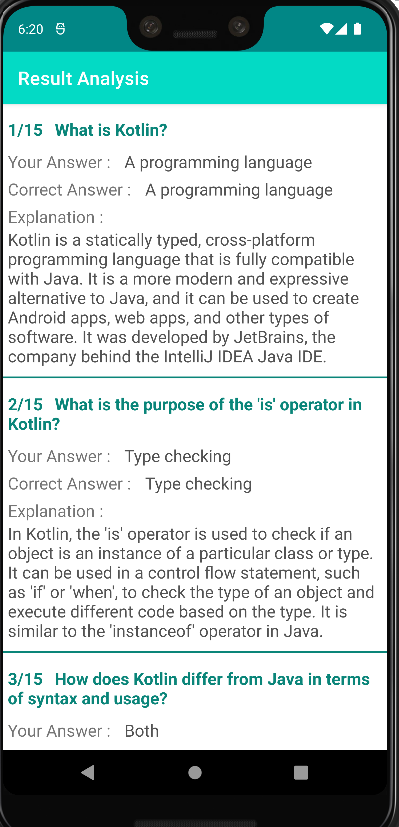 6:20
Result Analysis
1/15 What is Kotlin?
Your Answer : A programming language
Correct Answer : A programming language
Explanation :
Kotlin is a statically typed, cross-platform
programming language that is fully compatible
with Java. It is a more modern and expressive
alternative to Java, and it can be used to create
Android apps, web apps, and other types of
software. It was developed by JetBrains, the
company behind the IntelliJ IDEA Java IDE.
2/15 What is the purpose of the 'is' operator in
Kotlin?
Your Answer : Type checking
Correct Answer : Type checking
Explanation :
In Kotlin, the 'is' operator is used to check if an
object is an instance of a particular class or type.
It can be used in a control flow statement, such
as 'if' or 'when', to check the type of an object and
execute different code based on the type. It is
similar to the 'instanceof' operator in Java.
3/15 How does Kotlin differ from Java in terms
of syntax and usage?
Your Answer : Both